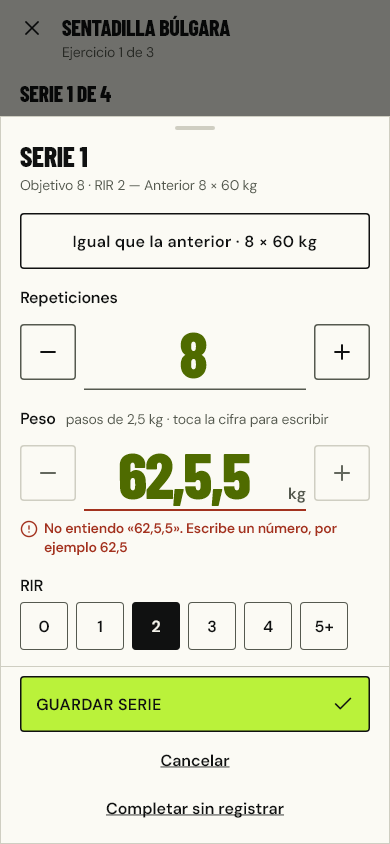 SENTADILLA BÚLGARA
Ejercicio 1 de 3
SERIE 1 DE 4
SERIE 1
Objetivo 8 · RIR 2 — Anterior 8 × 60 kg
Igual que la anterior · 8 × 60 kg
Repeticiones
− 8 +
Peso pasos de 2,5 kg · toca la cifra para escribir
− 62,5,5 kg +
No entiendo «62,5,5». Escribe un número, por
ejemplo 62,5
RIR
0 1 2 3 4 5+
GUARDAR SERIE
Cancelar
Completar sin registrar